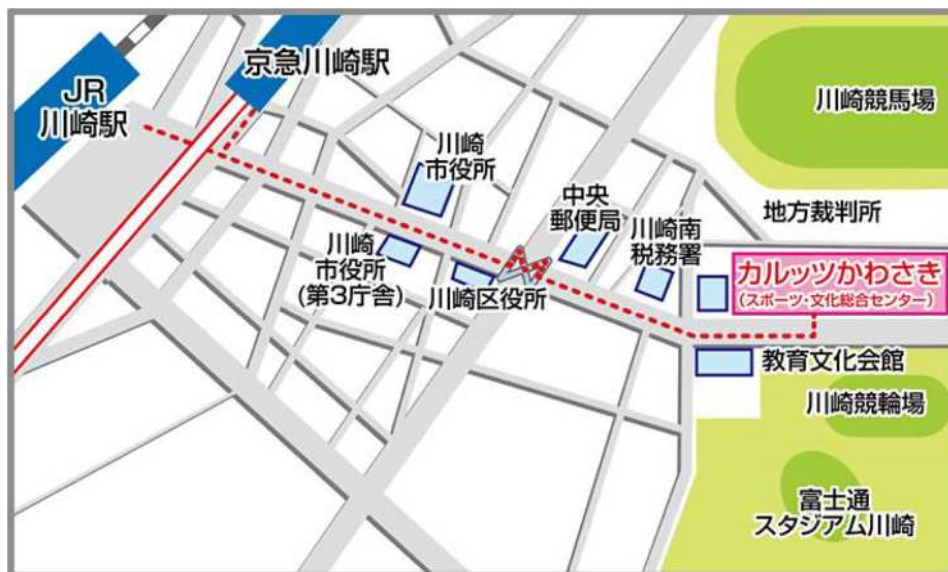 京急川崎駅
JR
川崎駅
川崎競馬場
川崎
市役所
中央
郵便局
川崎南
税務署
地方裁判所
川崎
市役所
(第3庁舎)
川崎区役所
カルッツかわさき
(スポーツ・文化総合センター)
教育文化会館
川崎競輪場
富士通
スタジアム川崎